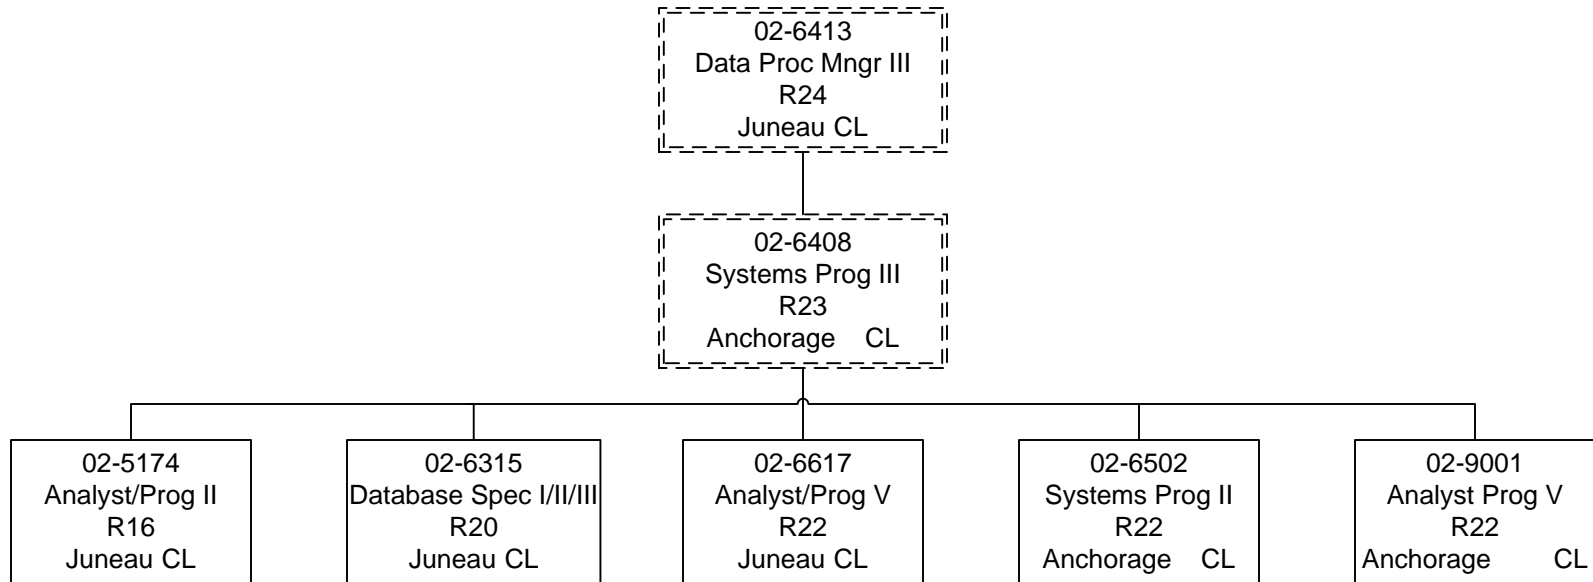 02-6413
Data Proc Mngr III
R24
Juneau CL
02-6408
Systems Prog III
R23
Anchorage CL
02-5174
Analyst/Prog II
R16
Juneau CL
02-6315
Database Spec I/II/III
R20
Juneau CL
02-6617
Analyst/Prog V
R22
Juneau CL
02-6502
Systems Prog II
R22
Anchorage CL
02-9001
Analyst Prog V
R22
Anchorage CL